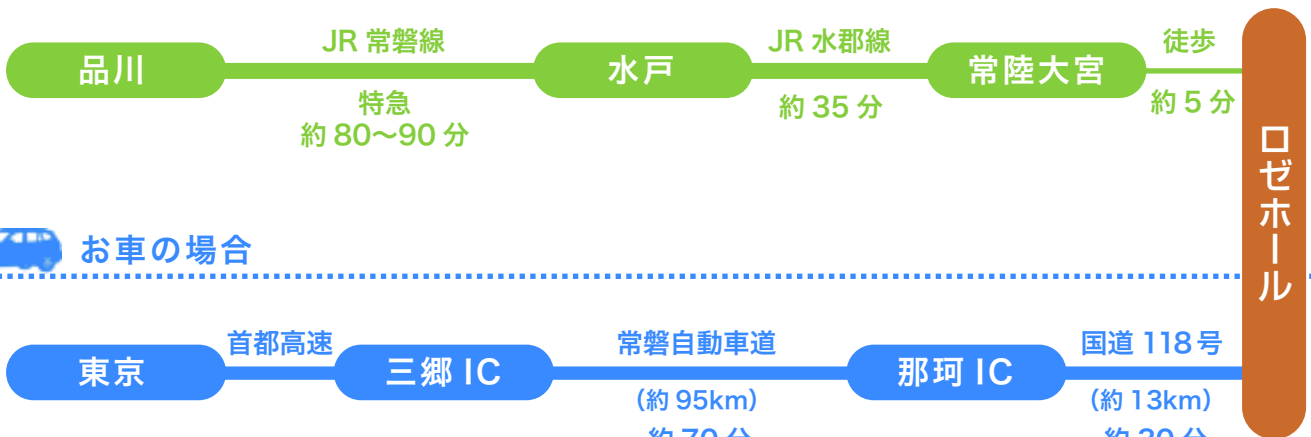 JR 常磐線
JR 水郡線
徒歩
品川
水戸
常陸大宮
特急
約 80〜90 分
約 35 分
約 5 分
ロゼホール
お車の場合
首都高速
常磐自動車道
国道 118号
東京
三郷 IC
那珂 IC
(約 95km)
(約 13km)